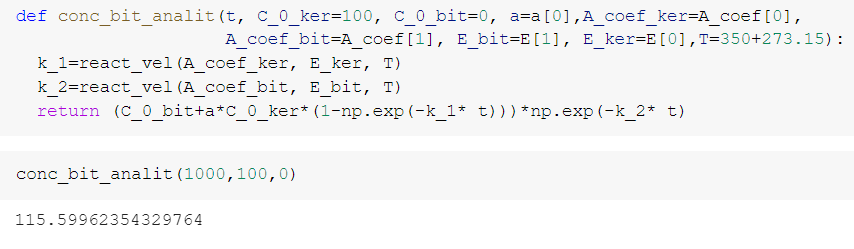 def conc_bit_analit(t, C_0_ker=100, C_0_bit=0, a=a[0],A_coef_ker=A_coef[0],
A_coef_bit=A_coef[1], E_bit=E[1], E_ker=E[0],T=350+273.15):
k_1=react_vel(A_coef_ker, E_ker, T)
k_2=react_vel(A_coef_bit, E_bit, T)
return (C_0_bit+a*C_0_ker*(1-np.exp(-k_1* t)))*np.exp(-k_2* t)
conc_bit_analit(1000,100,0)
115.59962354329764